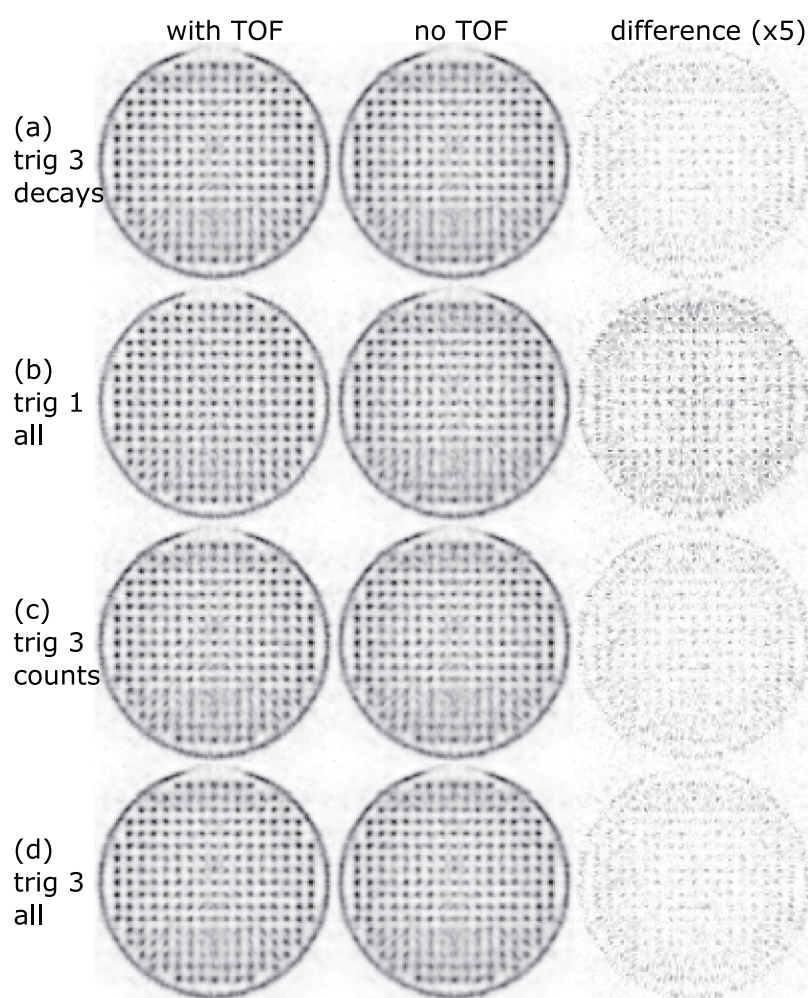 with TOF no TOF difference (x5)
(a)
trig 3
decays
(b)
trig 1
all
(c)
trig 3
counts
(d)
trig 3
all